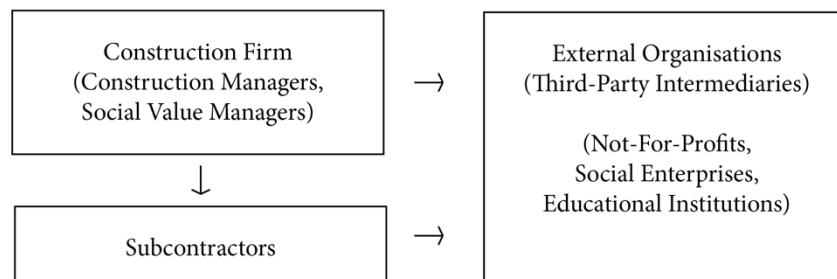 Construction Firm
(Construction Managers,
Social Value Managers)
Subcontractors
External Organisations
(Third-Party Intermediaries)
(Not-For-Profits,
Social Enterprises,
Educational Institutions)